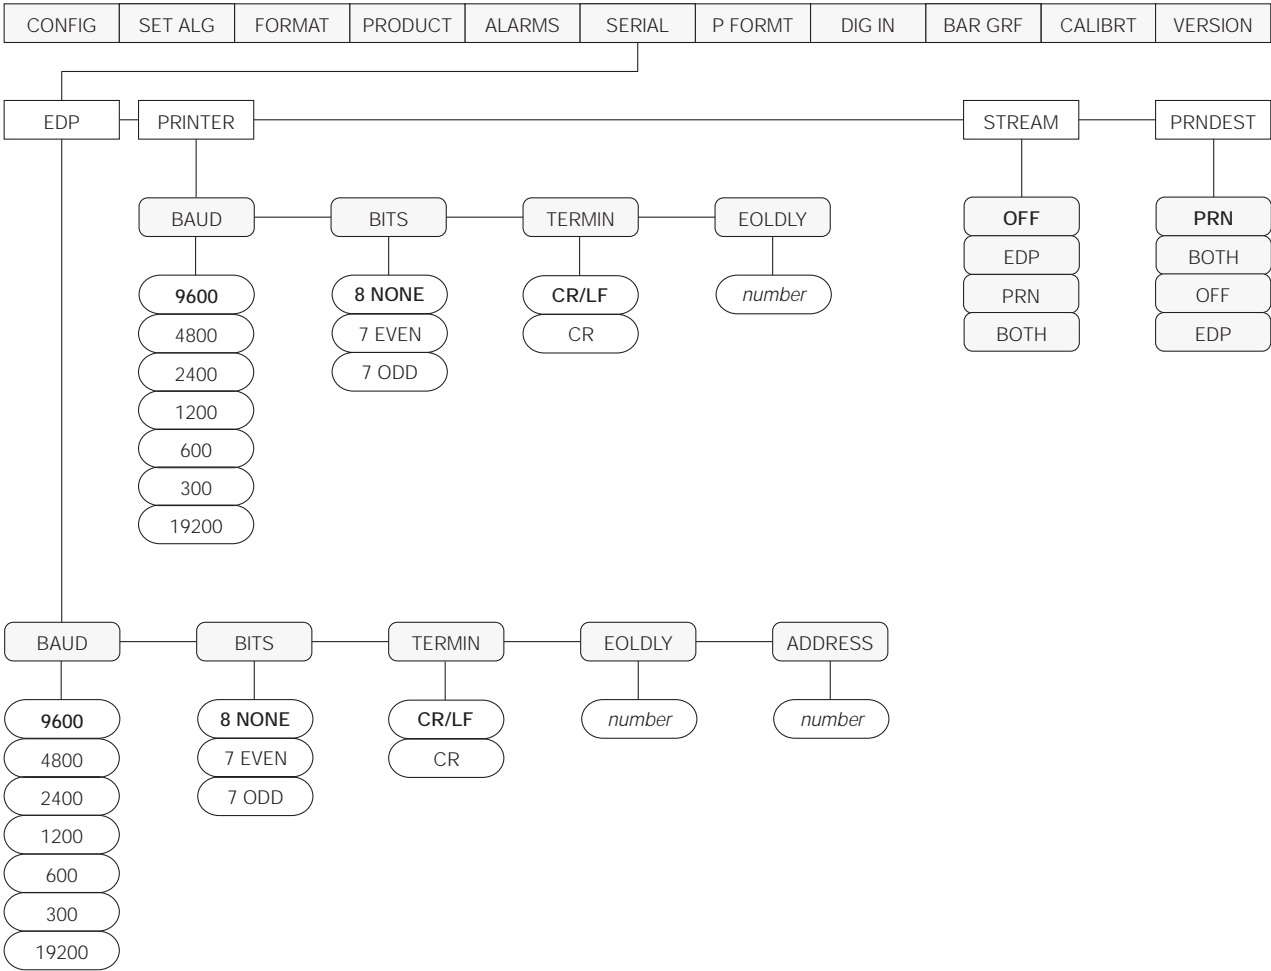 CONFIG SET ALG FORMAT PRODUCT ALARMS SERIAL P FORMT DIG IN BAR GRF CALIBRT VERSION
EDP PRINTER STREAM PRNDEST
BAUD BITS TERMIN EOLDLY OFF PRN
EDP BOTH
9600 8 NONE CR/LF number PRN OFF
4800 7 EVEN CR BOTH EDP
2400 7 ODD
1200
600
300
19200
BAUD BITS TERMIN EOLDLY ADDRESS
9600 8 NONE CR/LF number number
4800 7 EVEN CR
2400 7 ODD
1200
600
300
19200